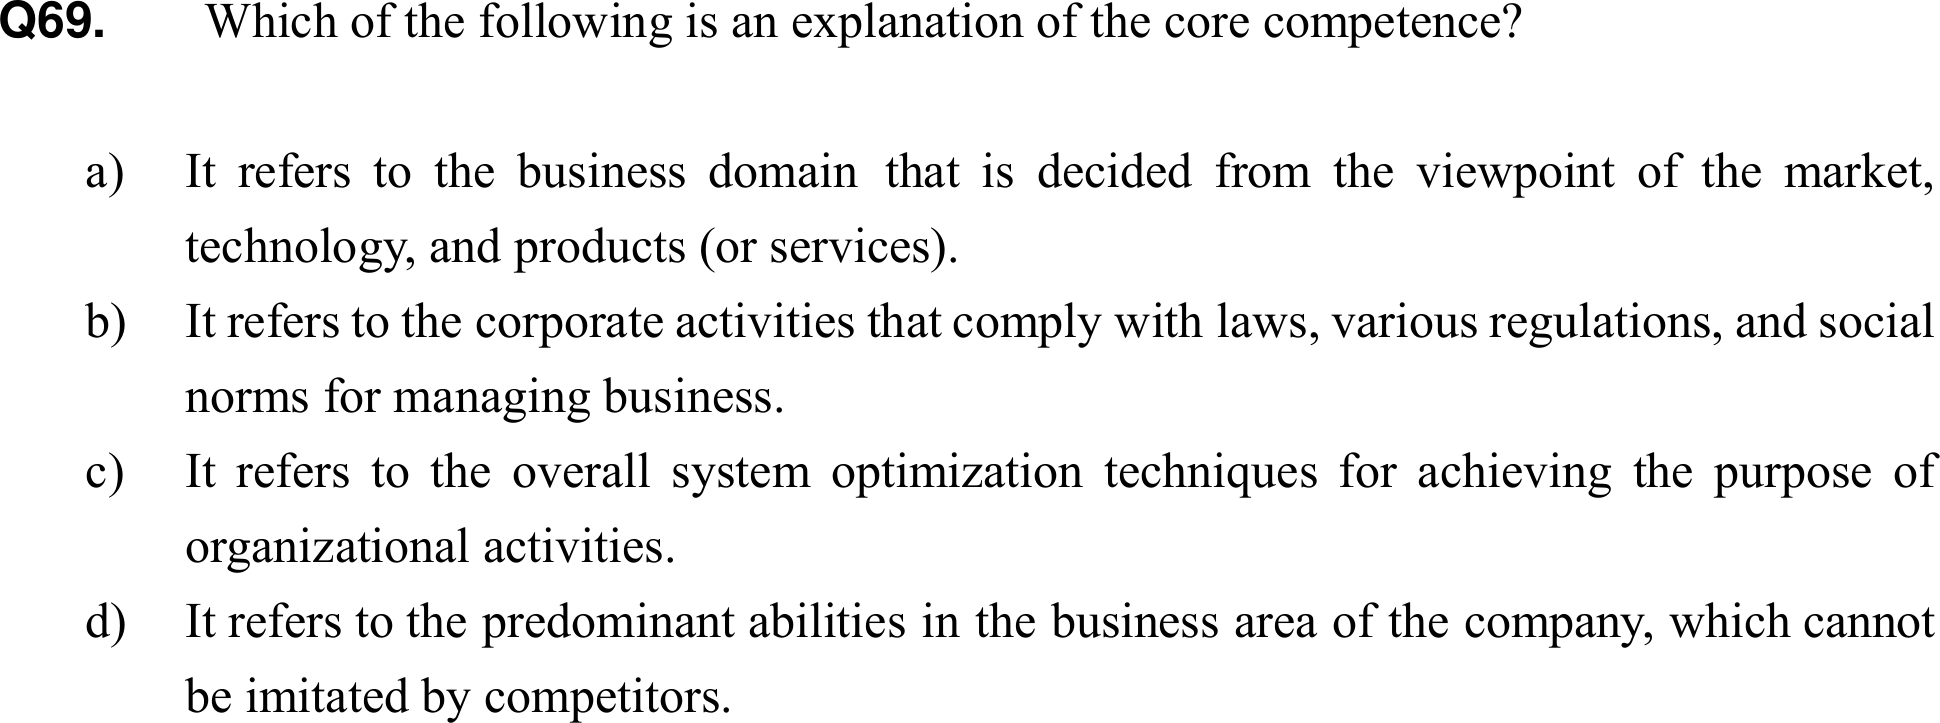 Q69. Which of the following is an explanation of the core competence?
a) It refers to the business domain that is decided from the viewpoint of the market,
technology, and products (or services).
b) It refers to the corporate activities that comply with laws, various regulations, and social
norms for managing business.
c) It refers to the overall system optimization techniques for achieving the purpose of
organizational activities.
d) It refers to the predominant abilities in the business area of the company, which cannot
be imitated by competitors.